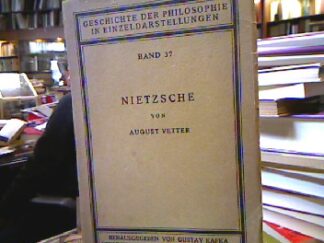 GESCHICHTE DER PHILOSOPHIE
IN EINZELDARSTELLUNGEN
BAND 37
NIETZSCHE
VON
AUGUST VETTER
HERAUSGEGEBEN VON GUSTAV KAFKA